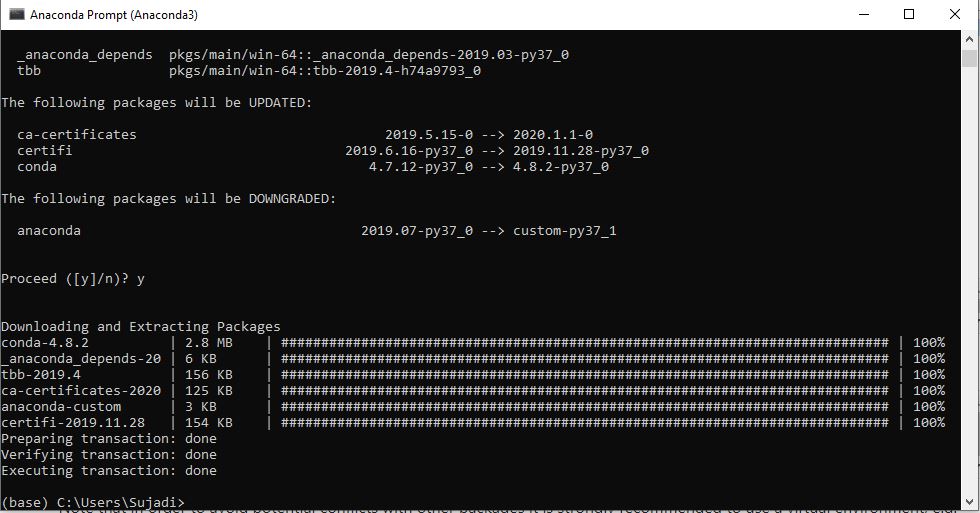 Anaconda Prompt (Anaconda3)
_anaconda_depends pkgs/main/win-64::_anaconda_depends-2019.03-py37_0
tbb pkgs/main/win-64::tbb-2019.4-h74a9793_0
The following packages will be UPDATED:
ca-certificates 2019.5.15-0 --> 2020.1.1-0
certifi 2019.6.16-py37_0 --> 2019.11.28-py37_0
conda 4.7.12-py37_0 --> 4.8.2-py37_0
The following packages will be DOWNGRADED:
anaconda 2019.07-py37_0 --> custom-py37_1
Proceed ([y]/n)? y
Downloading and Extracting Packages
conda-4.8.2 | 2.8 MB | ############################################################################ | 100%
_anaconda_depends-20 | 6 KB | ############################################################################ | 100%
tbb-2019.4 | 156 KB | ############################################################################ | 100%
ca-certificates-2020 | 125 KB | ############################################################################ | 100%
anaconda-custom | 3 KB | ############################################################################ | 100%
certifi-2019.11.28 | 154 KB | ############################################################################ | 100%
Preparing transaction: done
Verifying transaction: done
Executing transaction: done
(base) C:\Users\Sujadi>